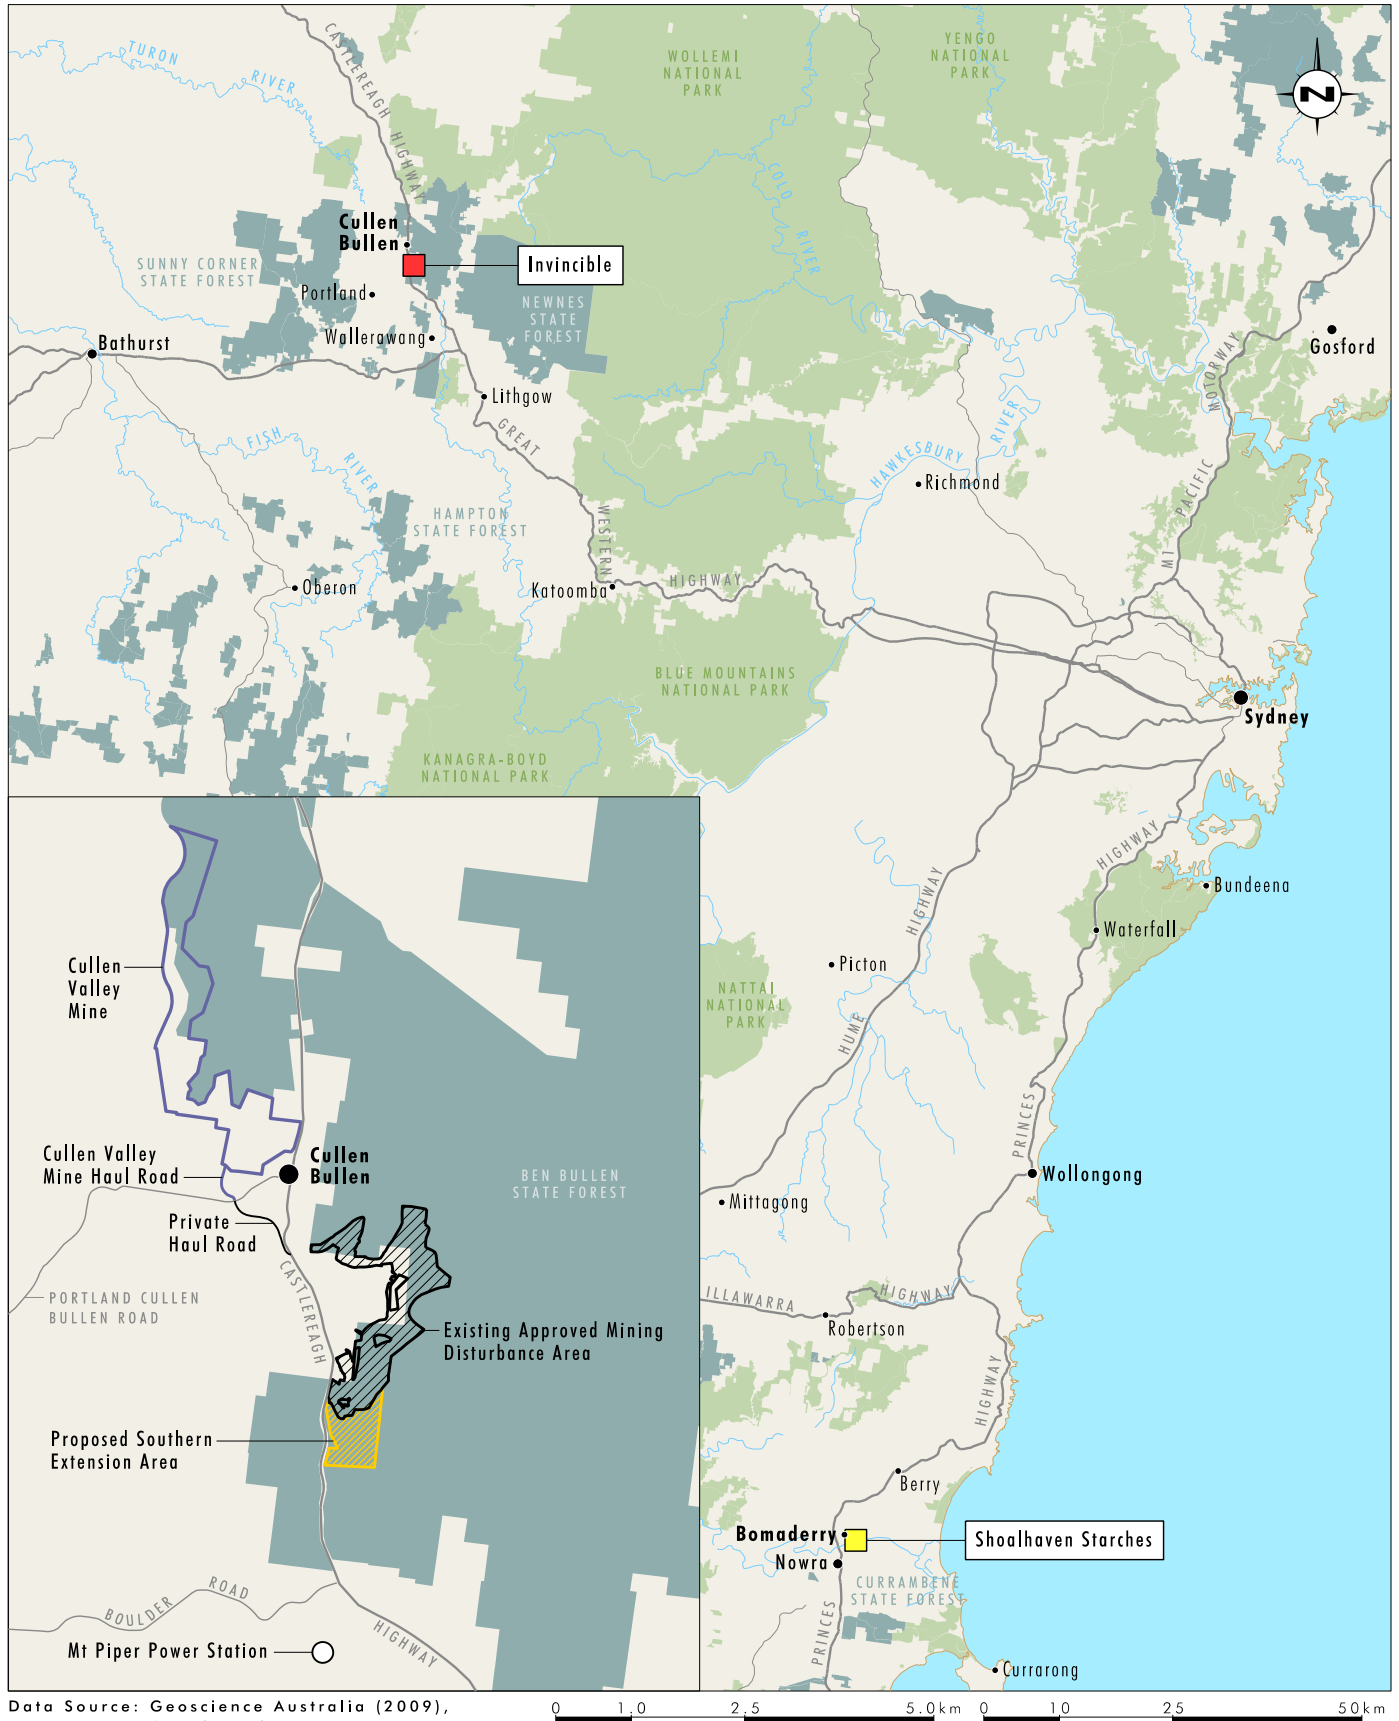 TURON
RIVER
CASTLEREAGH HIGHWAY
WOLLEMI
NATIONAL
PARK
YENGO
NATIONAL
PARK
N
COLO
RIVER
Cullen
Bullen
Invincible
SUNNY CORNER
STATE FOREST
Portland
NEWNES
STATE
FOREST
Wallerawang
Bathurst
Gosford
Lithgow
GREAT
WESTERN
HIGHWAY
FISH
RIVER
HAWKESBURY
RIVER
Richmond
M1
PACIFIC
MOTORWAY
HAMPTON
STATE FOREST
Oberon
Katoomba
BLUE MOUNTAINS
NATIONAL PARK
Sydney
KANAGRA-BOYD
NATIONAL PARK
HIGHWAY
Bundeena
Waterfall
HUME
HIGHWAY
Picton
NATTAI
NATIONAL
PARK
PRINCES
Wollongong
Mittagong
ILLAWARRA
HIGHWAY
Robertson
HIGHWAY
Berry
Bomaderry
Shoalhaven Starches
Nowra
CURRAMBENE
STATE FOREST
PRINCES
Currarong
Cullen
Valley
Mine
Cullen Valley
Mine Haul Road
Cullen
Bullen
BEN BULLEN
STATE FOREST
Private
Haul Road
CASTLEREAGH
PORTLAND CULLEN
BULLEN ROAD
Existing Approved Mining
Disturbance Area
Proposed Southern
Extension Area
BOULDER
ROAD
HIGHWAY
Mt Piper Power Station
Data Source: Geoscience Australia (2009),
0 1.0 2.5 5.0km
0 10 25 50km